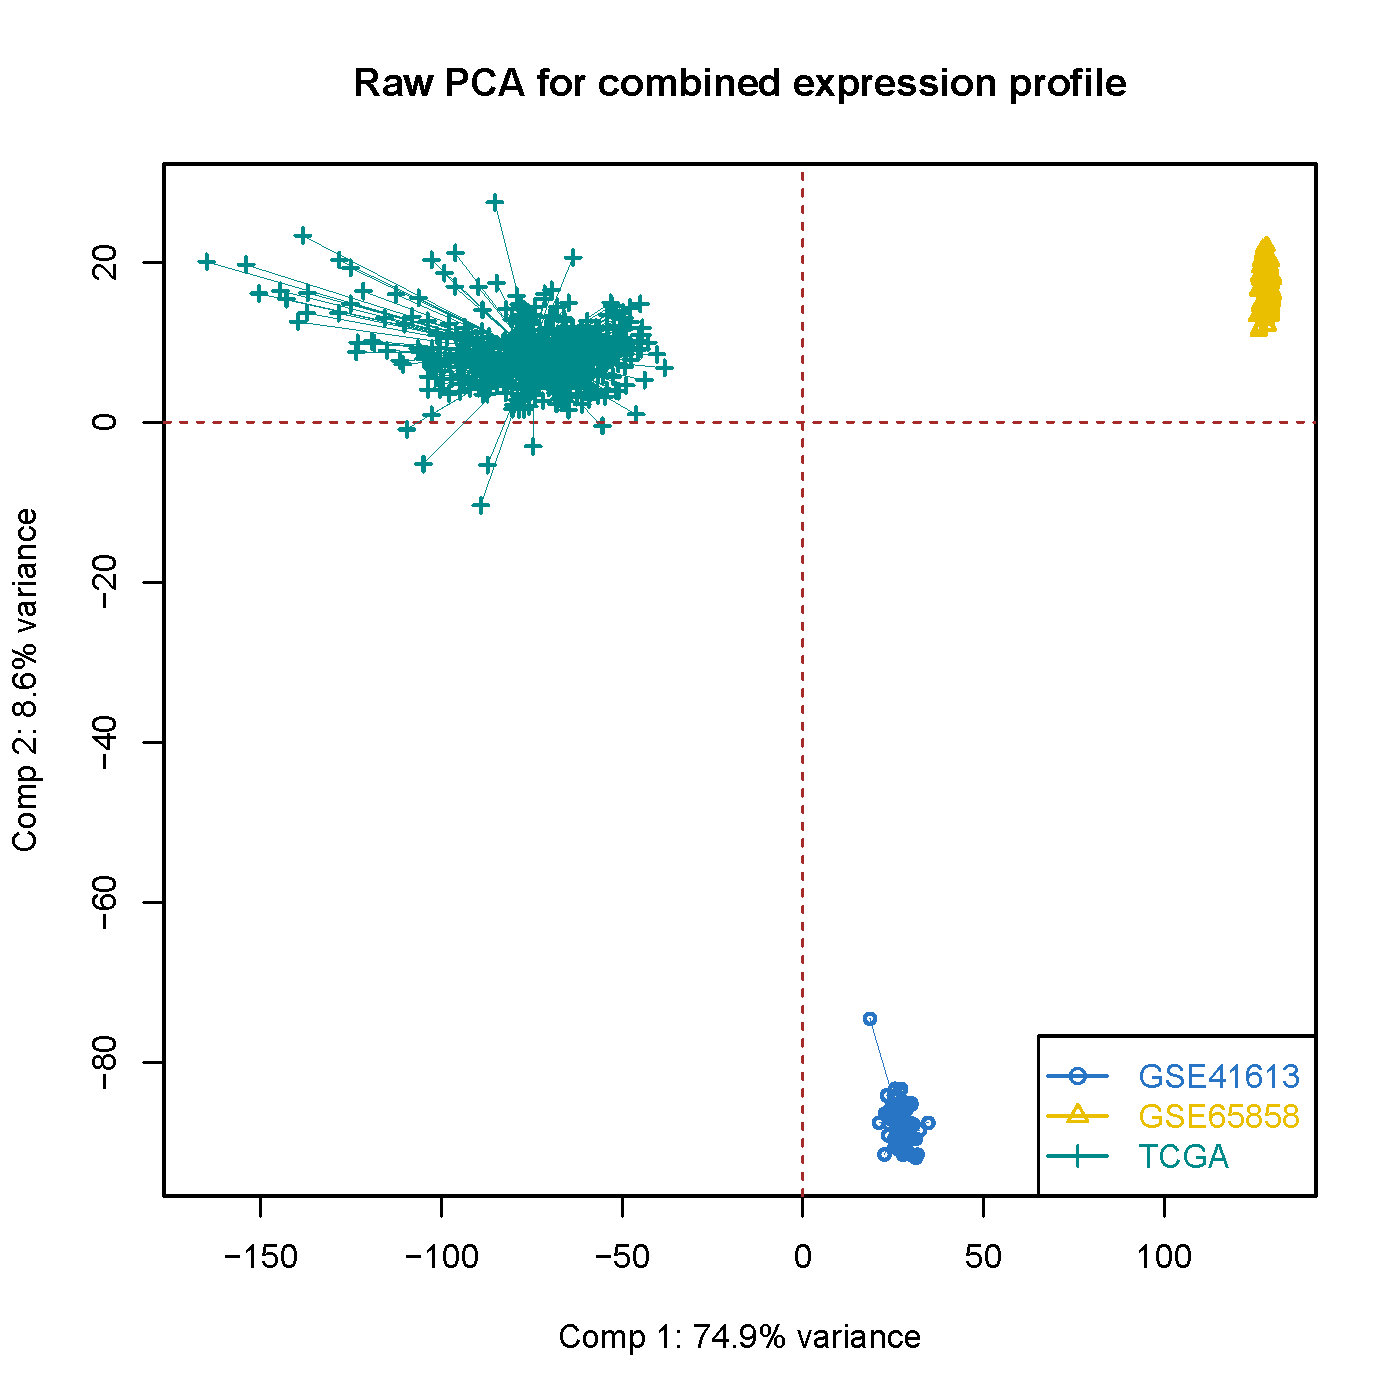 Raw PCA for combined expression profile
20
0
−20
−40
−60
−80
Comp 2: 8.6% variance
GSE41613
GSE65858
TCGA
−150 −100 −50 0 50 100
Comp 1: 74.9% variance